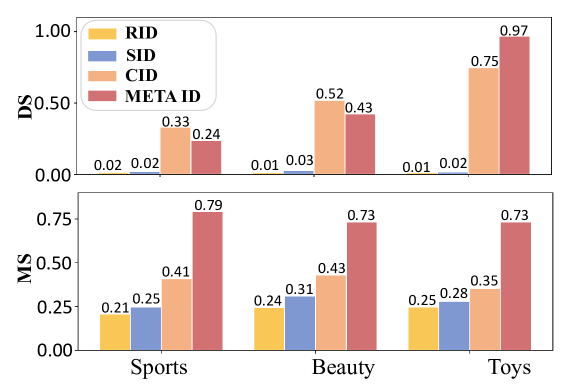 1.00
0.50
0.00
DS
RID
SID
CID
META ID
0.02 0.02 0.33 0.24
0.01 0.03 0.52 0.43
0.01 0.02 0.75 0.97
0.75
0.50
0.25
0.00
MS
0.21 0.25 0.41 0.79
0.24 0.31 0.43 0.73
0.25 0.28 0.35 0.73
Sports Beauty Toys